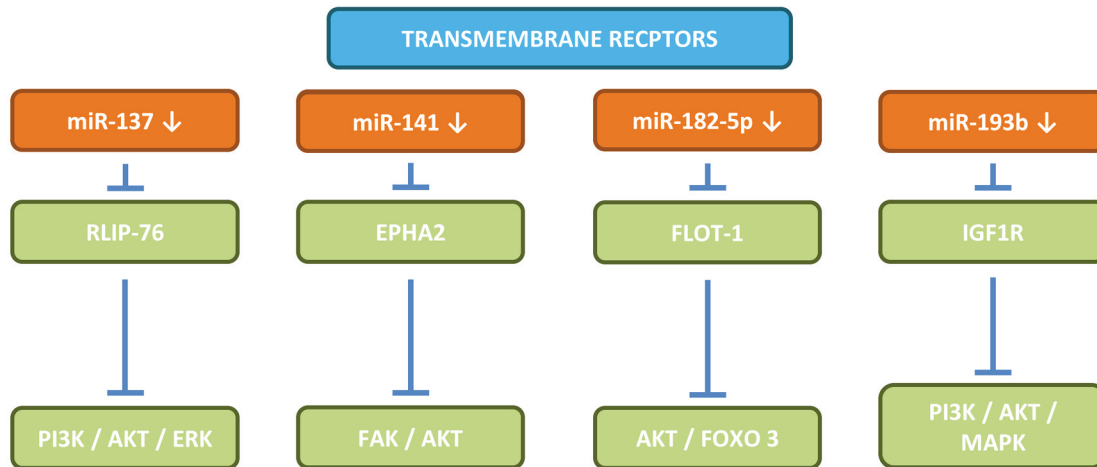 TRANSMEMBRANE RECPTORS
miR-137 ↓
miR-141 ↓
miR-182-5p ↓
miR-193b ↓
RLIP-76
EPHA2
FLOT-1
IGF1R
PI3K / AKT / ERK
FAK / AKT
AKT / FOXO 3
PI3K / AKT /
MAPK